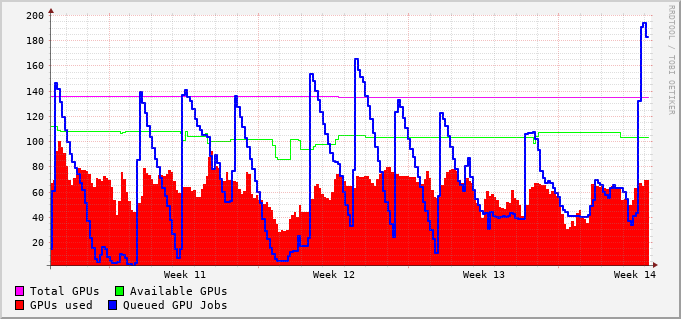 200
180
160
140
120
100
80
60
40
20
Week 11 Week 12 Week 13 Week 14
Total GPUs Available GPUs
GPUs used Queued GPU Jobs
RRDTOOL / TOBI OETIKER